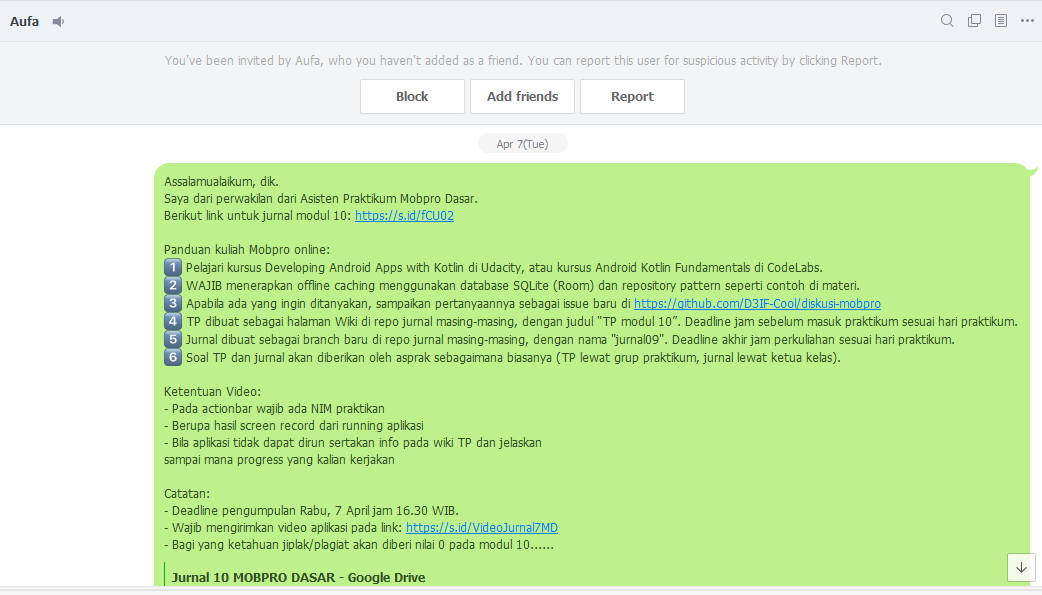 Aufa
You've been invited by Aufa, who you haven't added as a friend. You can report this user for suspicious activity by clicking Report.
Block Add friends Report
Apr 7(Tue)
Assalamualaikum, dik.
Saya dari perwakilan dari Asisten Praktikum Mobpro Dasar.
Berikut link untuk jurnal modul 10: https://s.id/fCU02
Panduan kuliah Mobpro online:
1 Pelajari kursus Developing Android Apps with Kotlin di Udacity, atau kursus Android Kotlin Fundamentals di CodeLabs.
2 WAJIB menerapkan offline caching menggunakan database SQLite (Room) dan repository pattern seperti contoh di materi.
3 Apabila ada yang ingin ditanyakan, sampaikan pertanyaannya sebagai issue baru di https://github.com/D3IF-Cool/diskusi-mobpro
4 TP dibuat sebagai halaman Wiki di repo jurnal masing-masing, dengan judul "TP modul 10”. Deadline jam sebelum masuk praktikum sesuai hari praktikum.
5 Jurnal dibuat sebagai branch baru di repo jurnal masing-masing, dengan nama "jurnal09". Deadline akhir jam perkuliahan sesuai hari praktikum.
6 Soal TP dan jurnal akan diberikan oleh asprak sebagaimana biasanya (TP lewat grup praktikum, jurnal lewat ketua kelas).
Ketentuan Video:
- Pada actionbar wajib ada NIM praktikan
- Berupa hasil screen record dari running aplikasi
- Bila aplikasi tidak dapat dirun sertakan info pada wiki TP dan jelaskan
sampai mana progress yang kalian kerjakan
Catatan:
- Deadline pengumpulan Rabu, 7 April jam 16.30 WIB.
- Wajib mengirimkan video aplikasi pada link: https://s.id/VideoJurnal7MD
- Bagi yang ketahuan jiplak/plagiat akan diberi nilai 0 pada modul 10......
Jurnal 10 MOBPRO DASAR - Google Drive